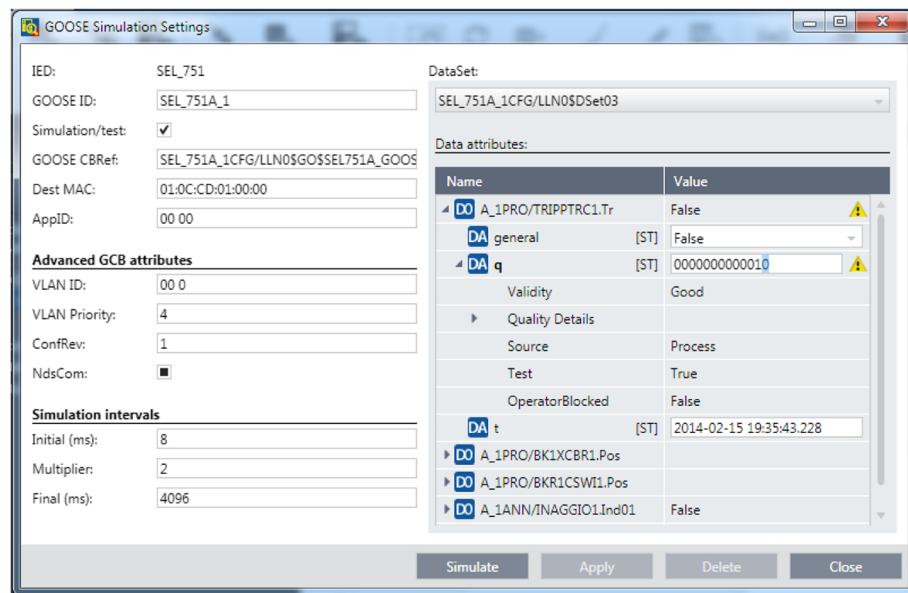 GOOSE Simulation Settings
IED: SEL_751
GOOSE ID: SEL_751A_1
Simulation/test:
GOOSE CBRef: SEL_751A_1CFG/LLN0$GO$SEL751A_GOOS
Dest MAC: 01:0C:CD:01:00:00
AppID: 00 00
Advanced GCB attributes
VLAN ID: 00 0
VLAN Priority: 4
ConfRev: 1
NdsCom:
Simulation intervals
Initial (ms): 8
Multiplier: 2
Final (ms): 4096
DataSet:
SEL_751A_1CFG/LLN0$DSet03
Data attributes:
Name Value
DO A_1PRO/TRIPPTRC1.Tr False
DA general [ST] False
DA q [ST] 0000000000010
Validity Good
Quality Details
Source Process
Test True
OperatorBlocked False
DA t [ST] 2014-02-15 19:35:43.228
DO A_1PRO/BK1XCBR1.Pos
DO A_1PRO/BKR1CSWI1.Pos
DO A_1ANN/INAGGIO1.Ind01 False
Simulate Apply Delete Close